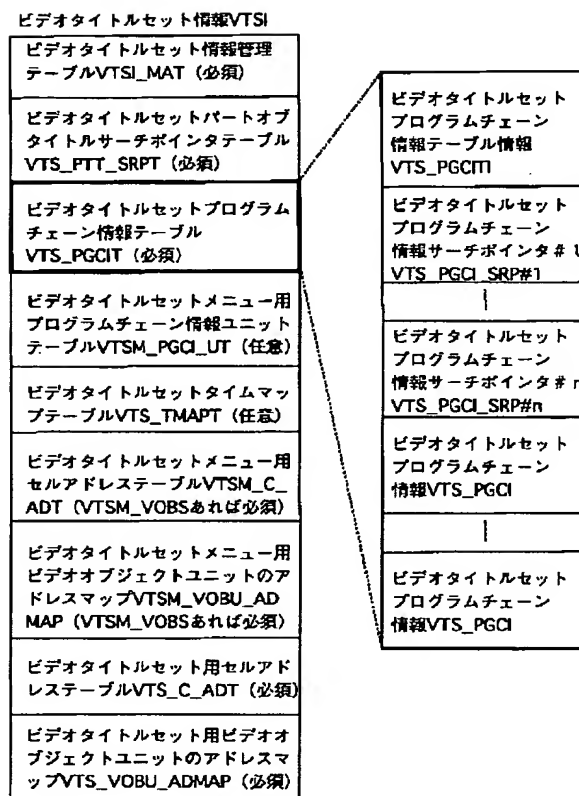 ビデオタイトルセット情報VTSI
ビデオタイトルセット情報管理
テーブルVTSI_MAT（必須）
ビデオタイトルセットパートオブ
タイトルサーチポインタテーブル
VTS_PTT_SRPT（必須）
ビデオタイトルセットプログラム
チェーン情報テーブル
VTS_PGCIT（必須）
ビデオタイトルセットメニュー用
プログラムチェーン情報ユニット
テーブルVTSM_PGCI_UT（任意）
ビデオタイトルセットタイムマッ
プテーブルVTS_TMAPT（任意）
ビデオタイトルセットメニュー用
セルアドレステーブルVTSM_C_
ADT（VTSM_VOBSあれば必須）
ビデオタイトルセットメニュー用
ビデオオブジェクトユニットのア
ドレスマップVTSM_VOBU_AD
MAP（VTSM_VOBSあれば必須）
ビデオタイトルセット用セルアド
レステーブルVTS_C_ADT（必須）
ビデオタイトルセット用ビデオオ
ブジェクトユニットのアドレスマ
ップVTS_VOBU_ADMAP（必須）
ビデオタイトルセット
プログラムチェーン
情報テーブル情報
VTS_PGCITI
ビデオタイトルセット
プログラムチェーン
情報サーチポインタ#
VTS_PGCI_SRP#1
ビデオタイトルセット
プログラムチェーン
情報サーチポインタ#
VTS_PGCI_SRP#n
ビデオタイトルセット
プログラムチェーン
情報VTS_PGCI
ビデオタイトルセット
プログラムチェーン
情報VTS_PGCI